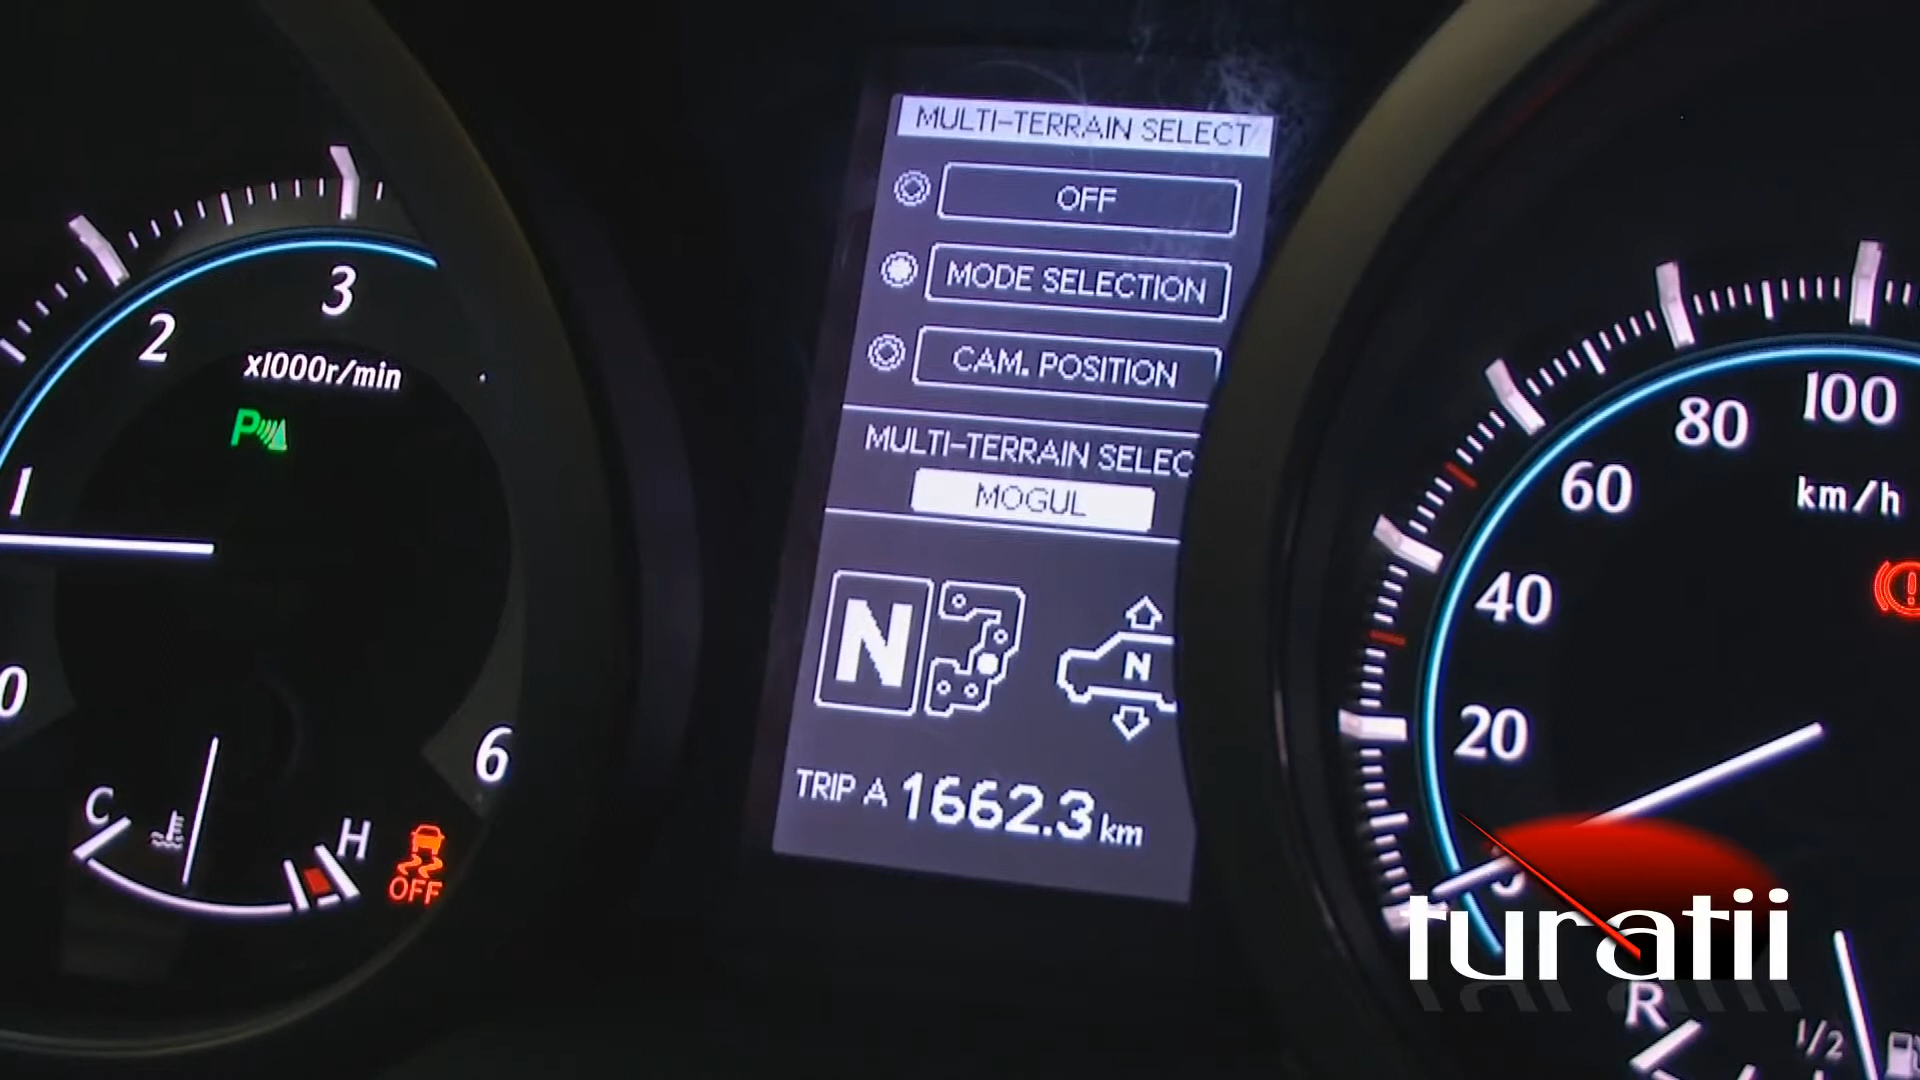 MULTI-TERRAIN SELECT
OFF
MODE SELECTION
CAM. POSITION
MULTI-TERRAIN SELEC
MOGUL
N
N
TRIP A 1662.3 km
0
1
2
3
6
x1000r/min
P
C
H
OFF
20
40
60
80
100
km/h
turatii
R
1/2